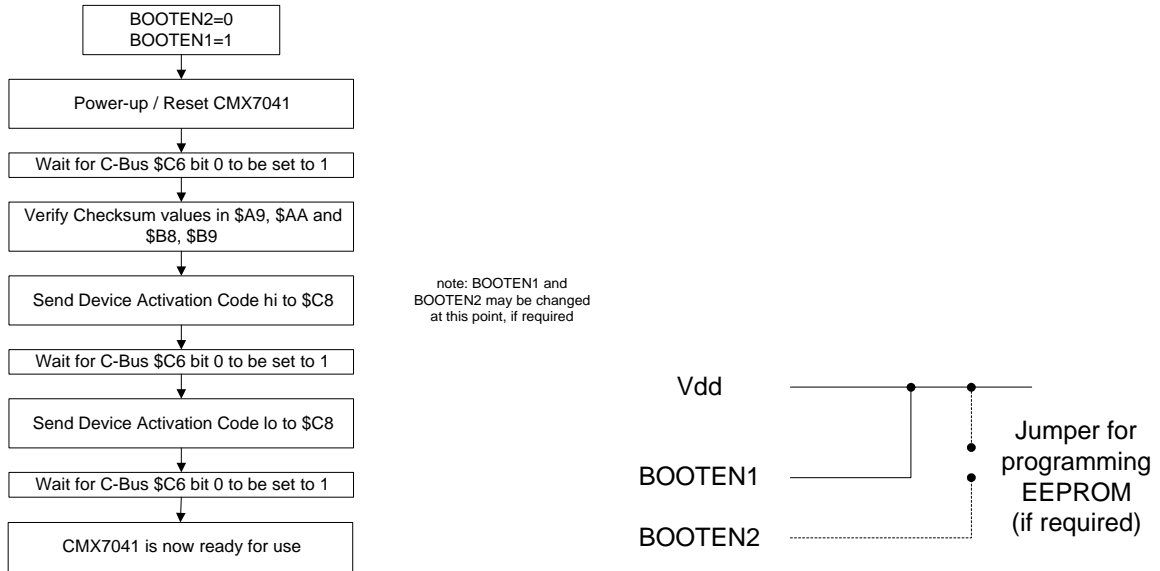 BOOTEN2=0
BOOTEN1=1
Power-up / Reset CMX7041
Wait for C-Bus $C6 bit 0 to be set to 1
Verify Checksum values in $A9, $AA and
$B8, $B9
Send Device Activation Code hi to $C8
note: BOOTEN1 and
BOOTEN2 may be changed
at this point, if required
Wait for C-Bus $C6 bit 0 to be set to 1
Send Device Activation Code lo to $C8
Wait for C-Bus $C6 bit 0 to be set to 1
CMX7041 is now ready for use
Vdd
BOOTEN1
BOOTEN2
Jumper for
programming
EEPROM
(if required)